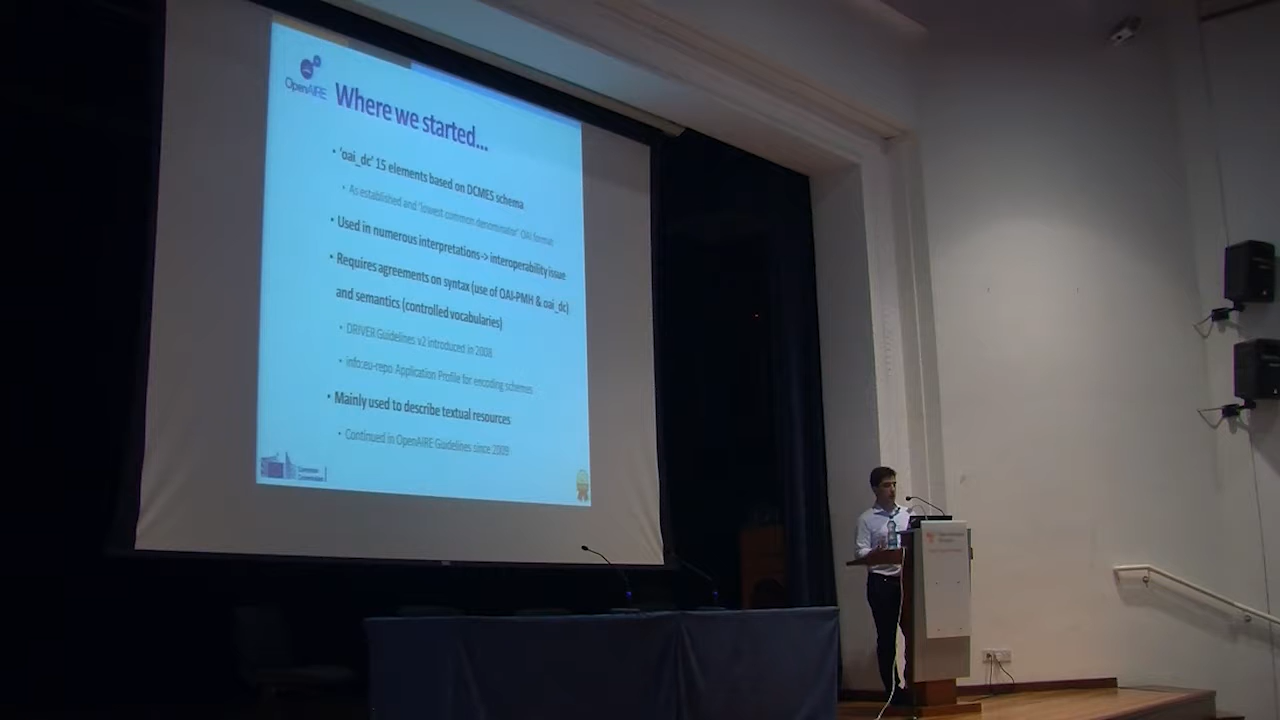 OpenAIRE
Where we started...
• 'oai_dc' 15 elements based on DCMES schema
• As established and 'lowest common denominator' OAI format
• Used in numerous interpretations -> interoperability issue
• Requires agreements on syntax (use of OAI-PMH & oai_dc)
and semantics (controlled vocabularies)
• DRIVER Guidelines v2 introduced in 2008
• info:eu-repo Application Profile for encoding schemes
• Mainly used to describe textual resources
• Continued in OpenAIRE Guidelines since 2009